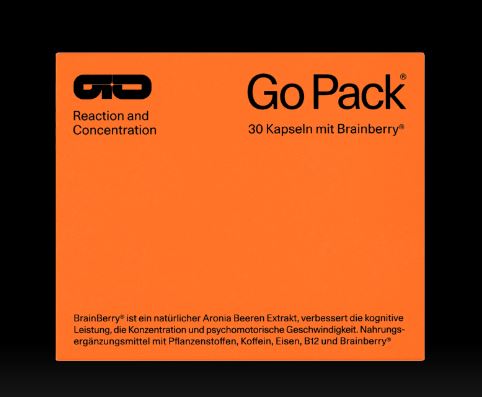 GO
Go Pack®
Reaction and
Concentration
30 Kapseln mit Brainberry®
BrainBerry® ist ein natürlicher Aronia Beeren Extrakt, verbessert die kognitive
Leistung, die Konzentration und psychomotorische Geschwindigkeit. Nahrungs-
ergänzungsmittel mit Pflanzenstoffen, Koffein, Eisen, B12 und Brainberry®